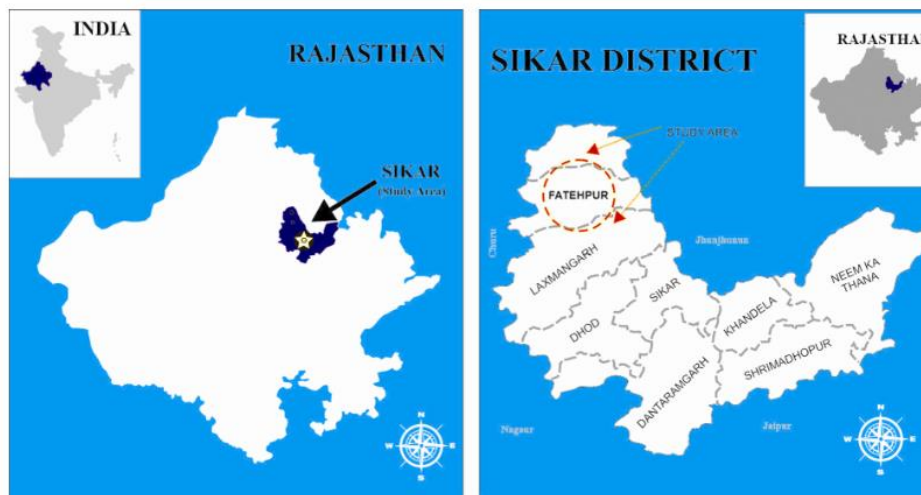 INDIA
RAJASTHAN
SIKAR
(Study Area)
N
W E
S
SIKAR DISTRICT
RAJASTHAN
STUDY AREA
FATEHPUR
Churu
Jhunjhunun
LAXMANGARH
SIKAR
NEEM KA
THANA
KHANDELA
DHOD
SHRIMADHOPUR
DANTARAMGARH
Nagaur
Jaipur
N
W E
S